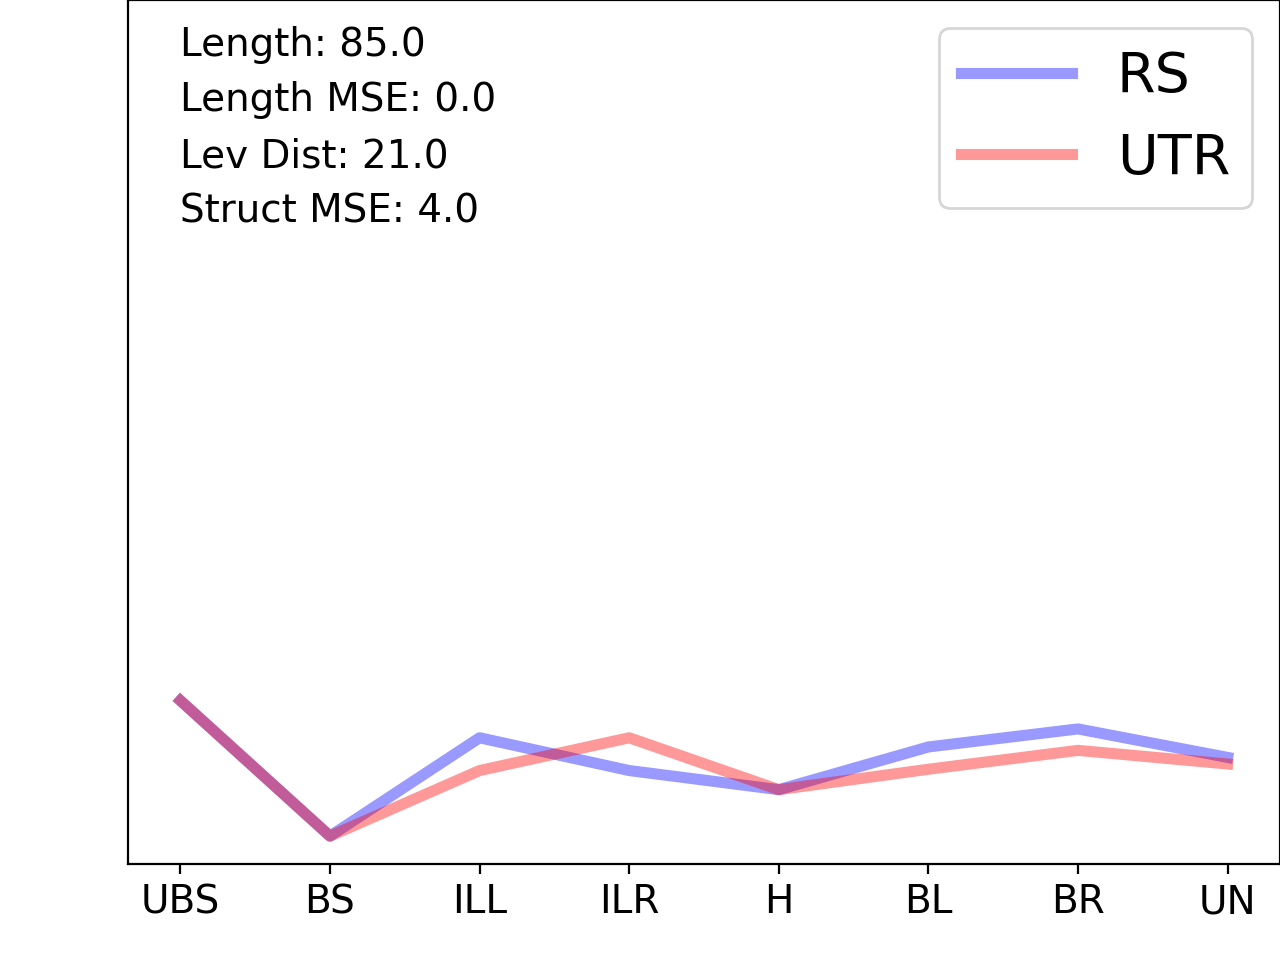 Length: 85.0
Length MSE: 0.0
Lev Dist: 21.0
Struct MSE: 4.0
RS
UTR
UBS BS ILL ILR H BL BR UN